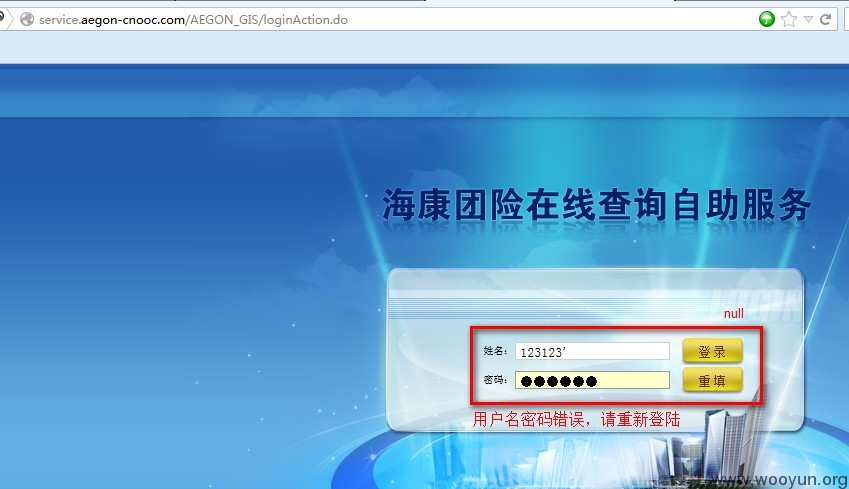 service.aegon-cnooc.com/AEGON_GIS/loginAction.do
海康团险在线查询自助服务
null
姓名： 123123' 登 录
密码： ●●●●●● 重 填
用户名密码错误，请重新登陆
www.wooyun.org